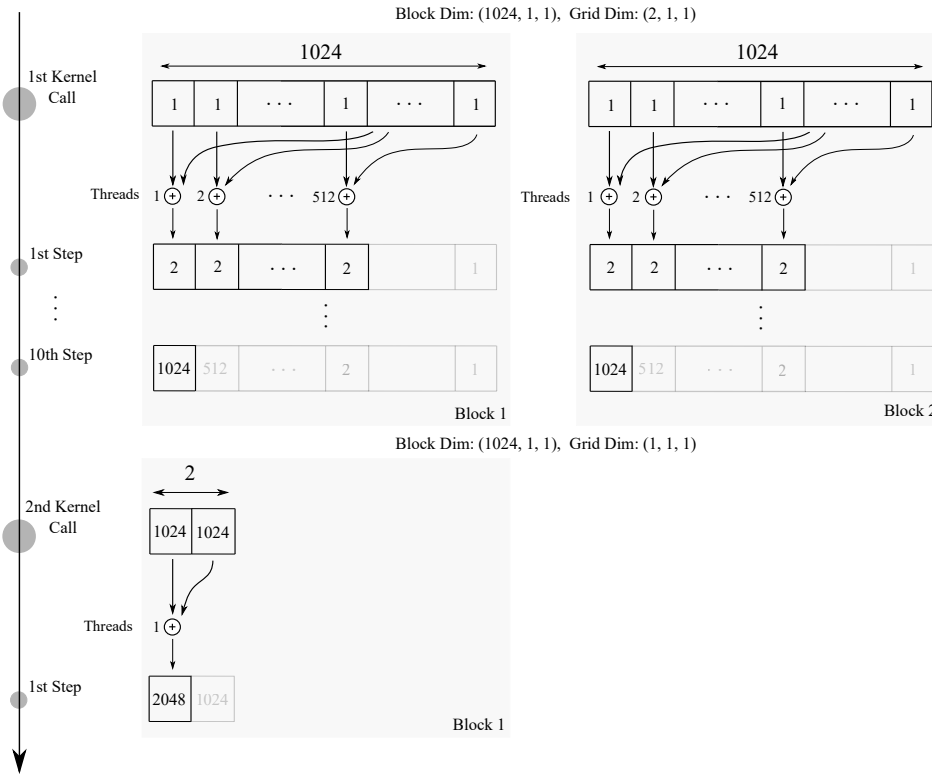 Block Dim: (1024, 1, 1), Grid Dim: (2, 1, 1)
1024
1024
1st Kernel
Call
1 1 · · · 1 · · · 1
1 1 · · · 1 · · · 1
Threads 1 + 2 + · · · 512 +
Threads 1 + 2 + · · · 512 +
1st Step
2 2 · · · 2 1
2 2 · · · 2 1
10th Step
1024 512 · · · 2 1
1024 512 · · · 2 1
Block 1
Block 2
Block Dim: (1024, 1, 1), Grid Dim: (1, 1, 1)
2
2nd Kernel
Call
1024 1024
Threads 1 +
1st Step
2048 1024
Block 1